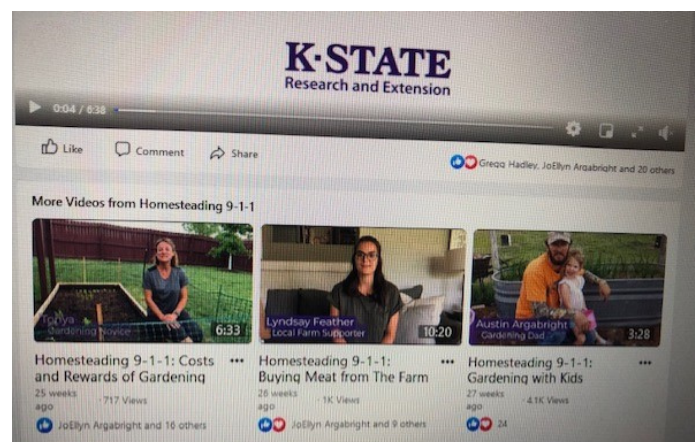 K·STATE
Research and Extension
0:04 / 6:38
Like
Comment
Share
Gregg Hadley, JoEllyn Argabright and 20 others
More Videos from Homesteading 9-1-1
Tonya
Gardening Novice
6:33
Lyndsay Feather
Local Farm Supporter
10:20
Austin Argabright
Gardening Dad
3:28
Homesteading 9-1-1: Costs
and Rewards of Gardening
25 weeks
ago
· 717 Views
JoEllyn Argabright and 16 others
Homesteading 9-1-1:
Buying Meat from The Farm
26 weeks
ago
· 1K Views
JoEllyn Argabright and 9 others
Homesteading 9-1-1:
Gardening with Kids
27 weeks
ago
· 4.1K Views
24